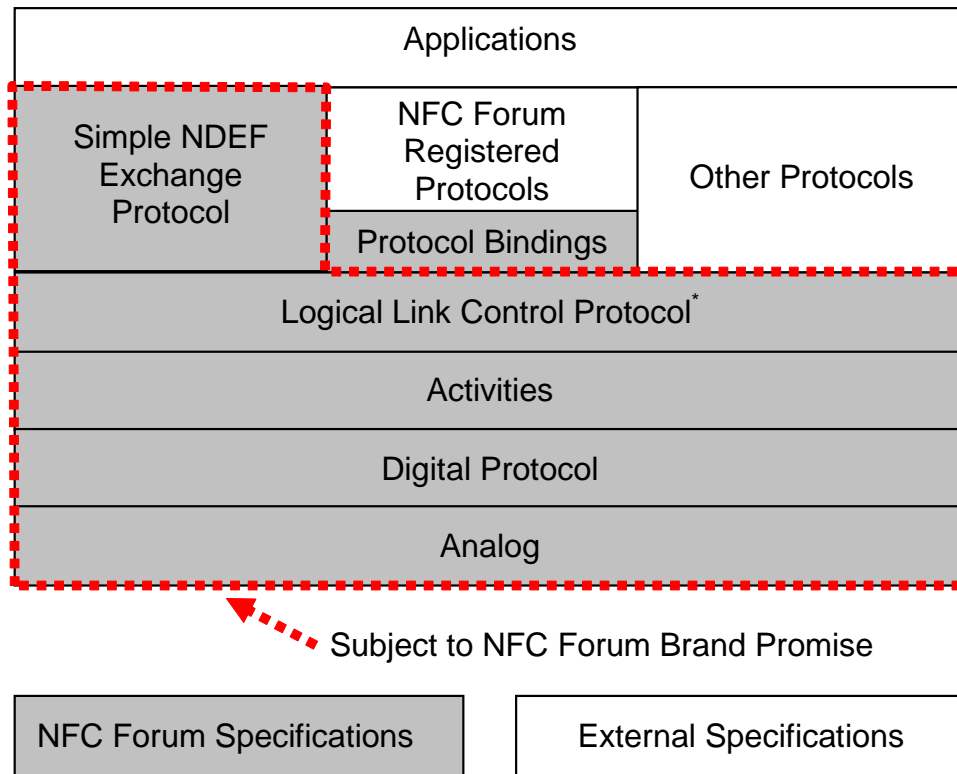 Applications
Simple NDEF
Exchange
Protocol
NFC Forum
Registered
Protocols
Other Protocols
Protocol Bindings
Logical Link Control Protocol*
Activities
Digital Protocol
Analog
Subject to NFC Forum Brand Promise
NFC Forum Specifications
External Specifications